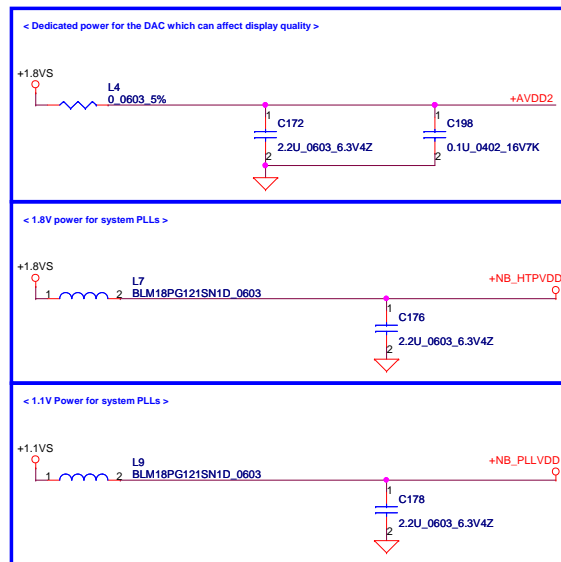 < Dedicated power for the DAC which can affect display quality >
+1.8VS
L4
0_0603_5%
+AVDD2
1
C172
2.2U_0603_6.3V4Z
2
1
C198
0.1U_0402_16V7K
2
< 1.8V power for system PLLs >
+1.8VS
L7
1
2
BLM18PG121SN1D_0603
+NB_HTPVDD
1
C176
2.2U_0603_6.3V4Z
2
< 1.1V Power for system PLLs >
+1.1VS
L9
1
2
BLM18PG121SN1D_0603
+NB_PLLVDD
1
C178
2.2U_0603_6.3V4Z
2